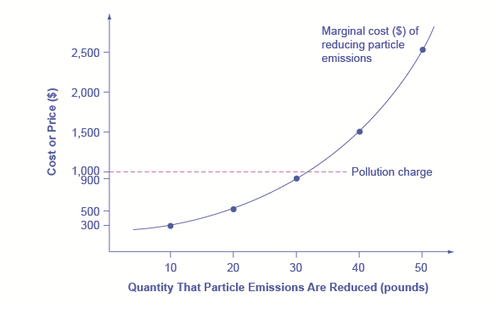 Marginal cost ($) of
reducing particle
emissions
Cost or Price ($)
2,500
2,000
1,500
1,000
900
500
300
Pollution charge
10 20 30 40 50
Quantity That Particle Emissions Are Reduced (pounds)